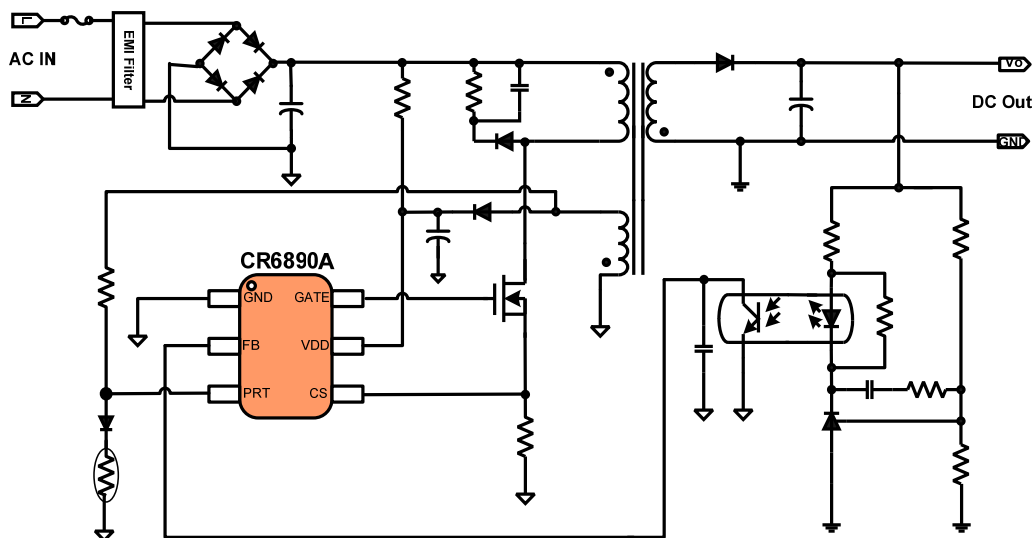 L
AC IN
N
EMI Filter
Vo
DC Out
GND
CR6890A
GND
GATE
FB
VDD
PRT
CS